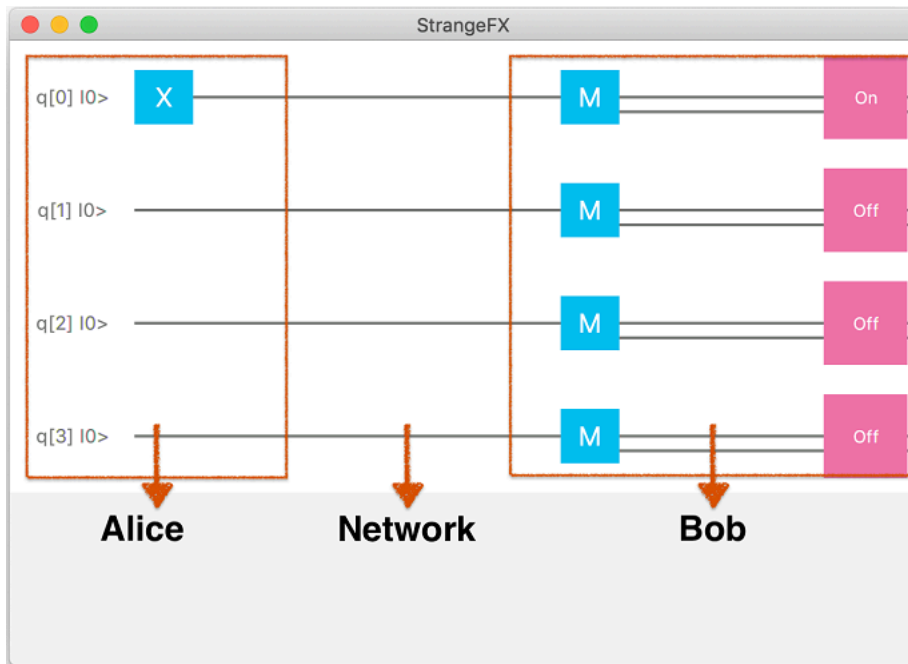 StrangeFX
q[0] I0> X M On
q[1] I0> M Off
q[2] I0> M Off
q[3] I0> M Off
Alice Network Bob